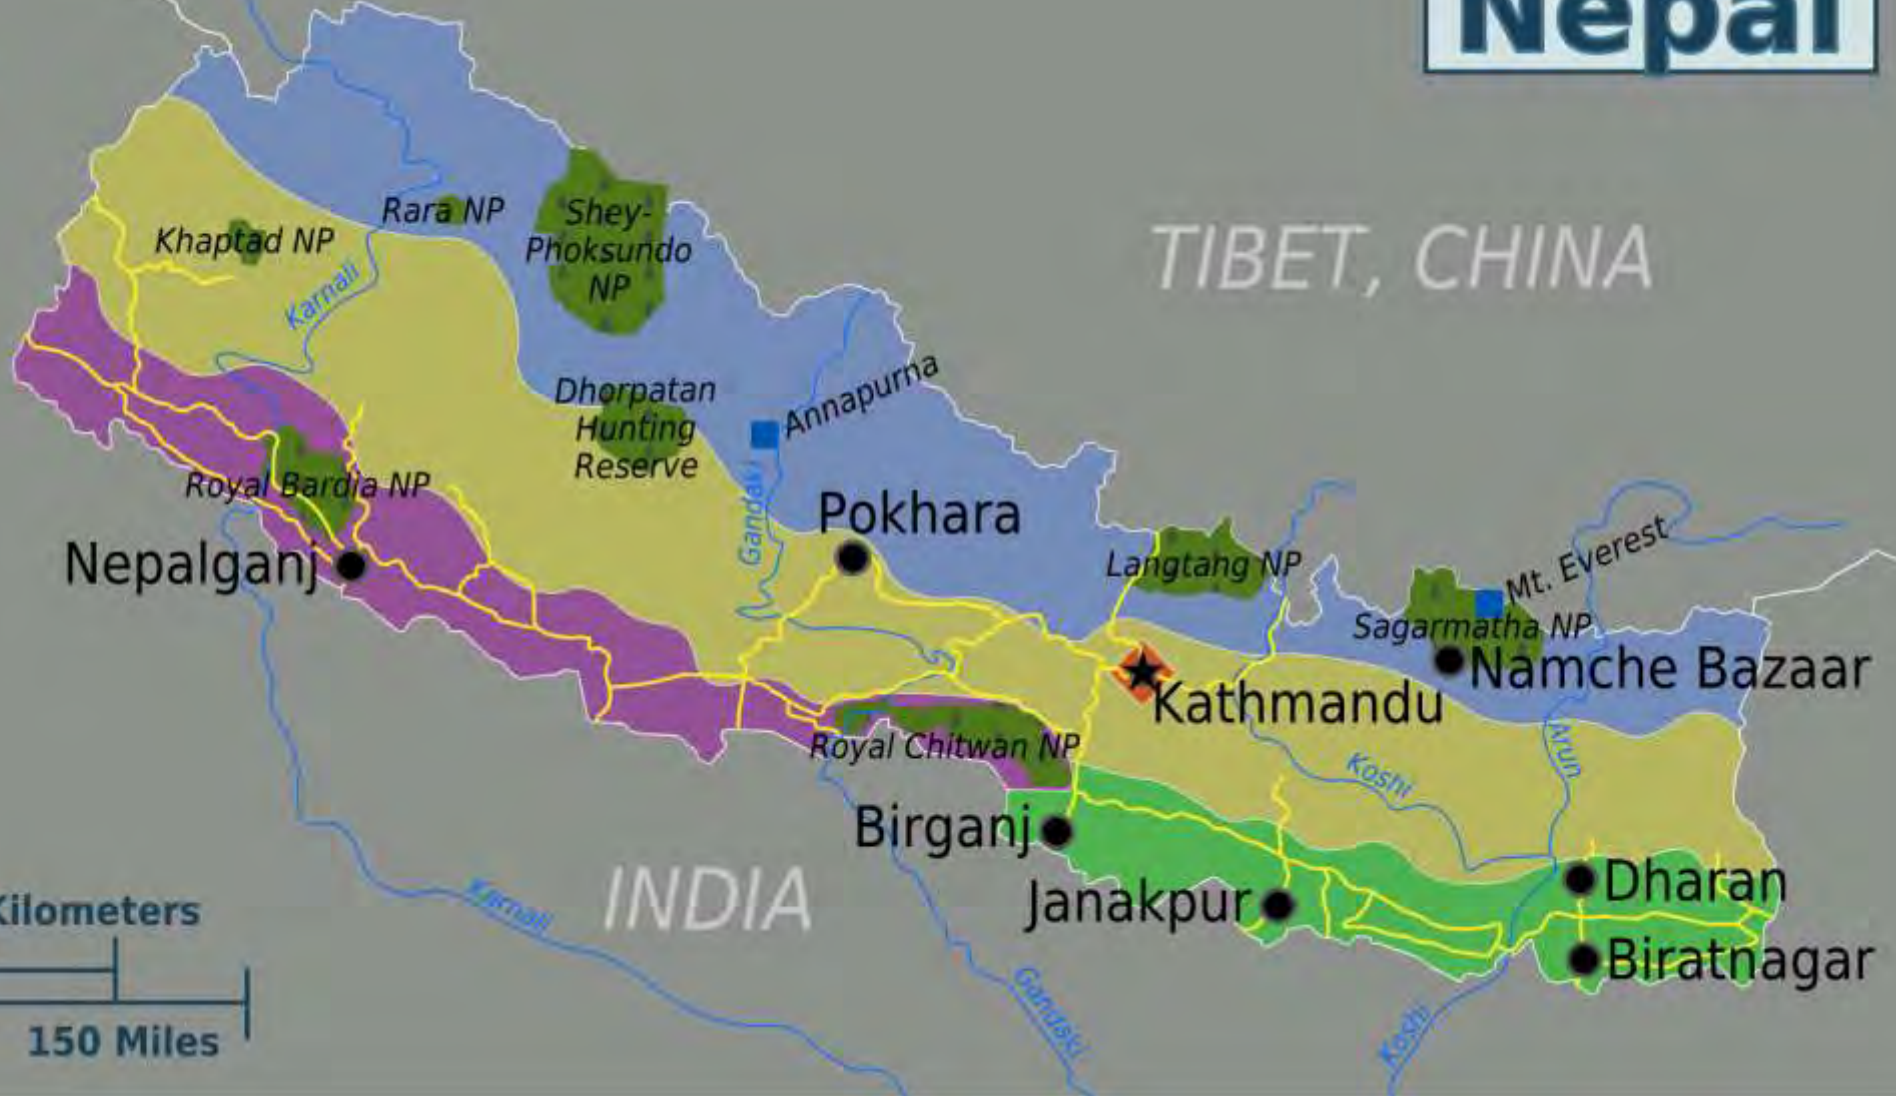 Nepal
TIBET, CHINA
Rara NP
Khaptad NP
Shey-
Phoksundo
NP
Karnali
Dhorpatan
Hunting
Reserve
Annapurna
Royal Bardia NP
Gandaki
Pokhara
Nepalganj
Langtang NP
Mt. Everest
Sagarmatha NP
Namche Bazaar
Kathmandu
Royal Chitwan NP
Arun
Koshi
Birganj
INDIA
Janakpur
Dharan
Biratnagar
Karnali
Gandaki
Koshi
Kilometers
150 Miles